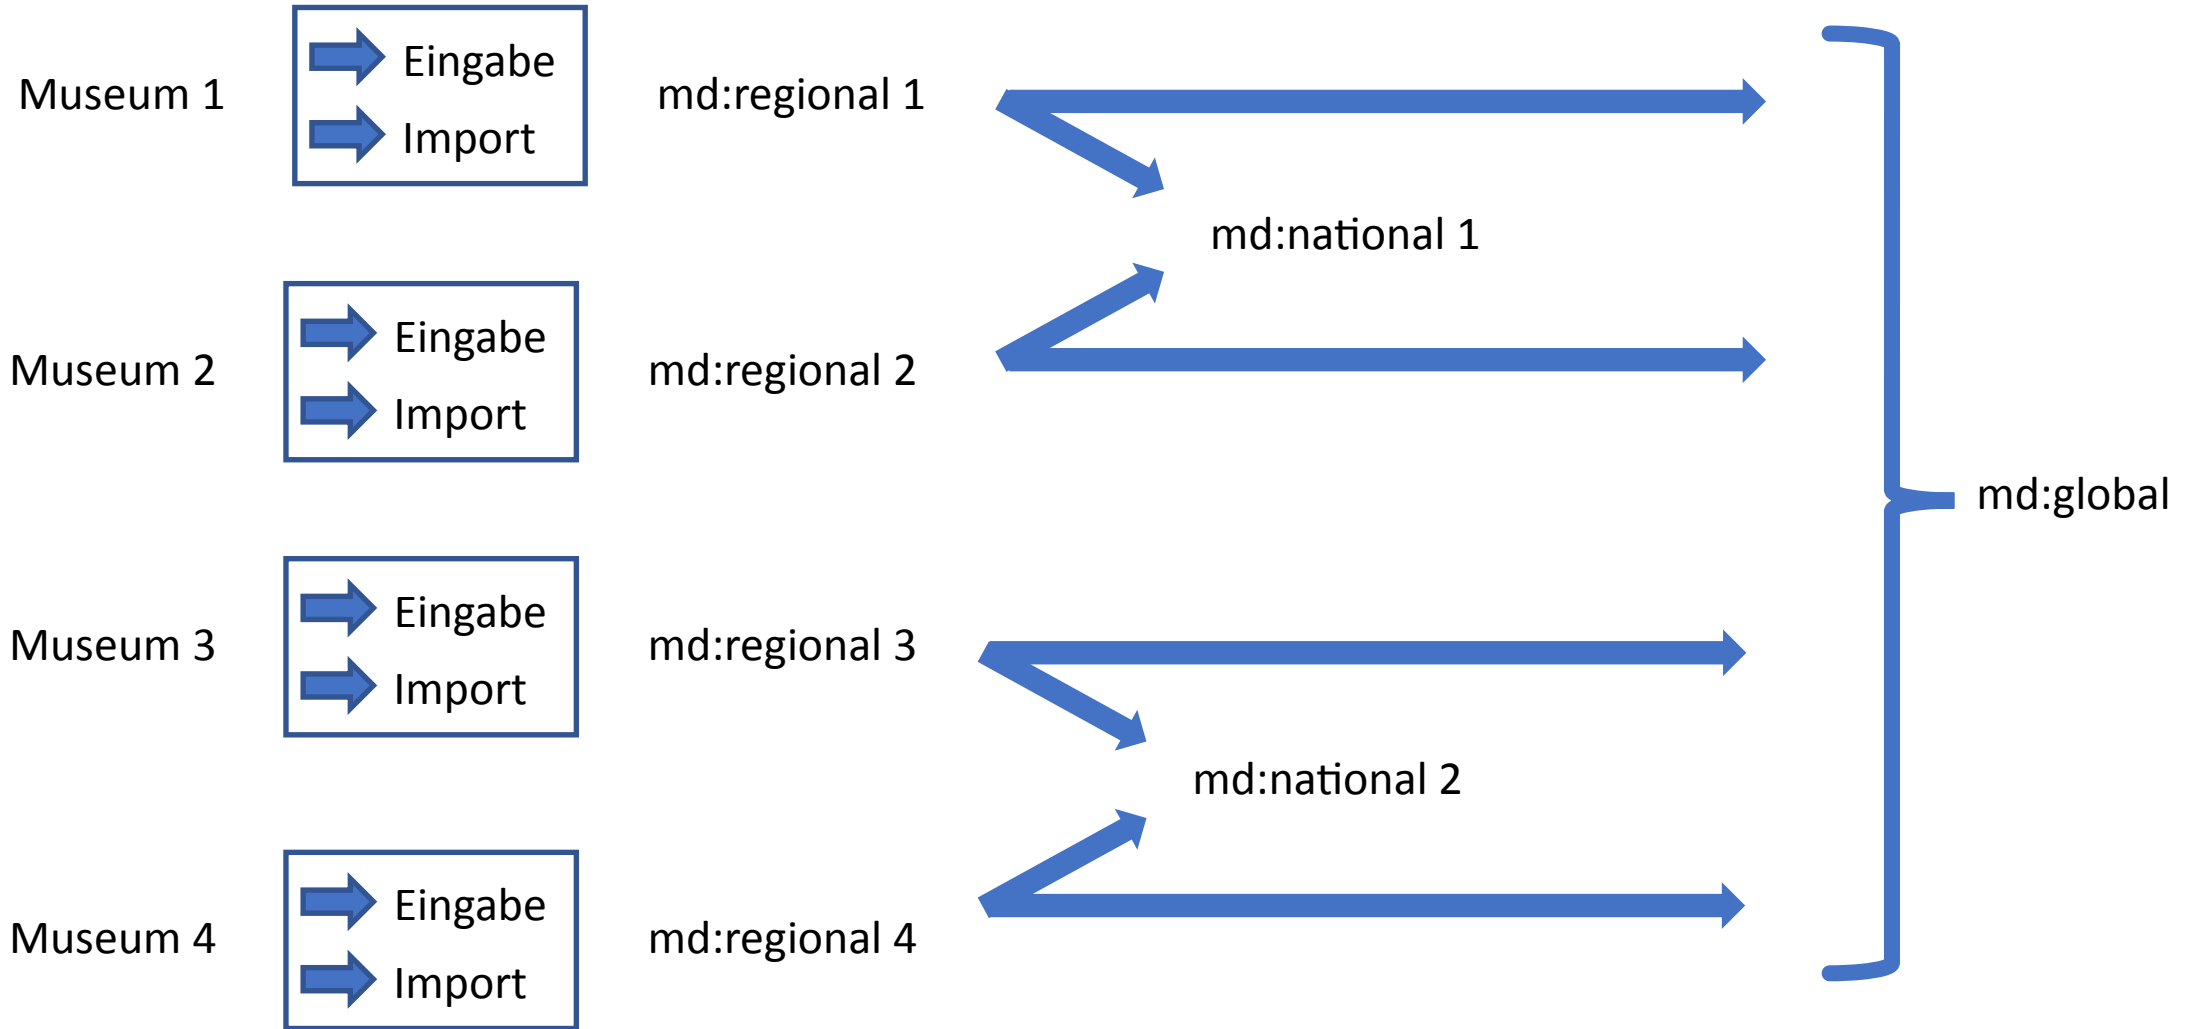 Museum 1
Eingabe
Import
md:regional 1
md:national 1
Museum 2
Eingabe
Import
md:regional 2
md:global
Museum 3
Eingabe
Import
md:regional 3
md:national 2
Museum 4
Eingabe
Import
md:regional 4